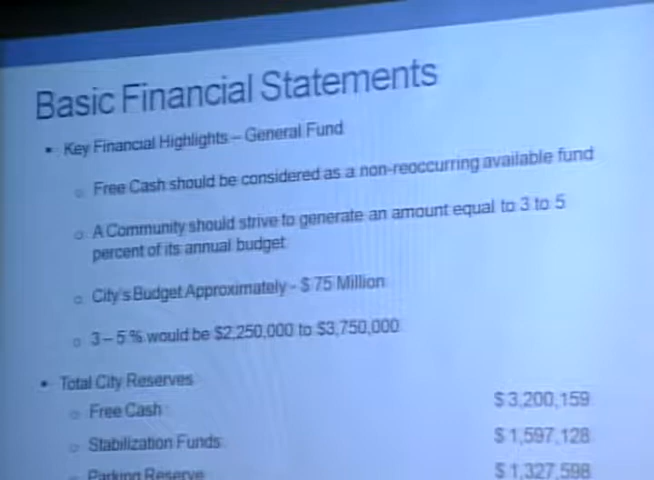 Basic Financial Statements
▪ Key Financial Highlights – General Fund
o Free Cash should be considered as a non-reoccurring available fund
o A Community should strive to generate an amount equal to 3 to 5
percent of its annual budget
o City's Budget Approximately - $ 75 Million
o 3 – 5 % would be $2,250,000 to $3,750,000
▪ Total City Reserves
o Free Cash $ 3,200,159
o Stabilization Funds $ 1,597,128
o Parking Reserve $ 1,327,598